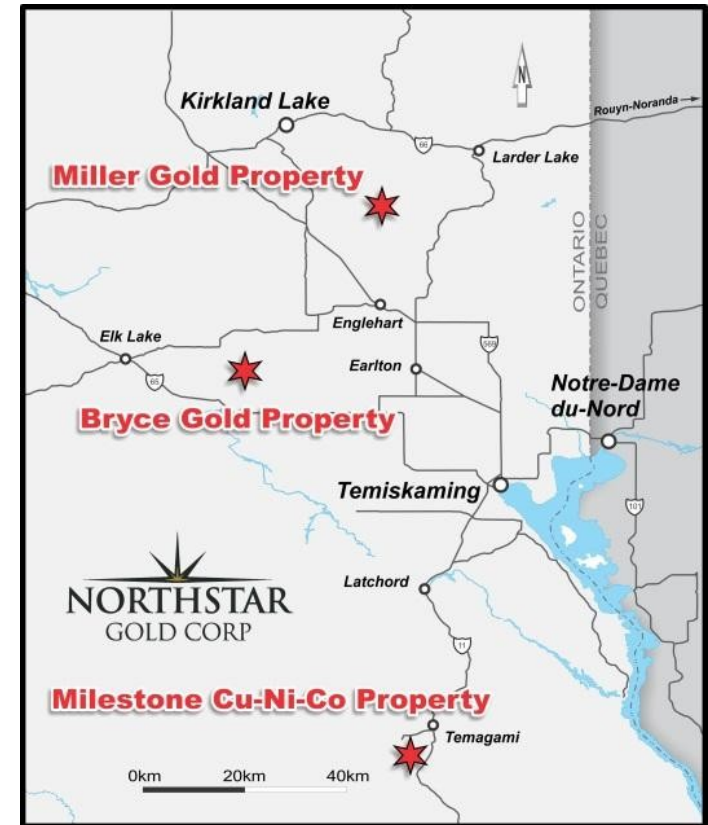 N
Kirkland Lake
Rouyn-Noranda
66
Larder Lake
Miller Gold Property
ONTARIO
QUEBEC
Englehart
Elk Lake
569
Earlton
65
Notre-Dame
du-Nord
Bryce Gold Property
Temiskaming
101
NORTHSTAR
GOLD CORP
Latchord
11
Milestone Cu-Ni-Co Property
Temagami
0km 20km 40km